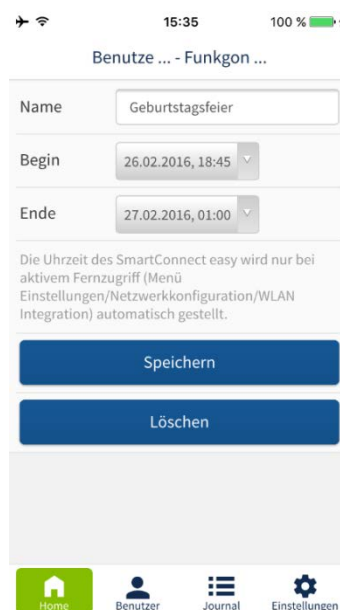 15:35
100 %
Benutze ... - Funkgon ...
Name
Geburtstagsfeier
Begin
26.02.2016, 18:45
Ende
27.02.2016, 01:00
Die Uhrzeit des SmartConnect easy wird nur bei
aktivem Fernzugriff (Menü
Einstellungen/Netzwerkkonfiguration/WLAN
Integration) automatisch gestellt.
Speichern
Löschen
Home Benutzer Journal Einstellungen